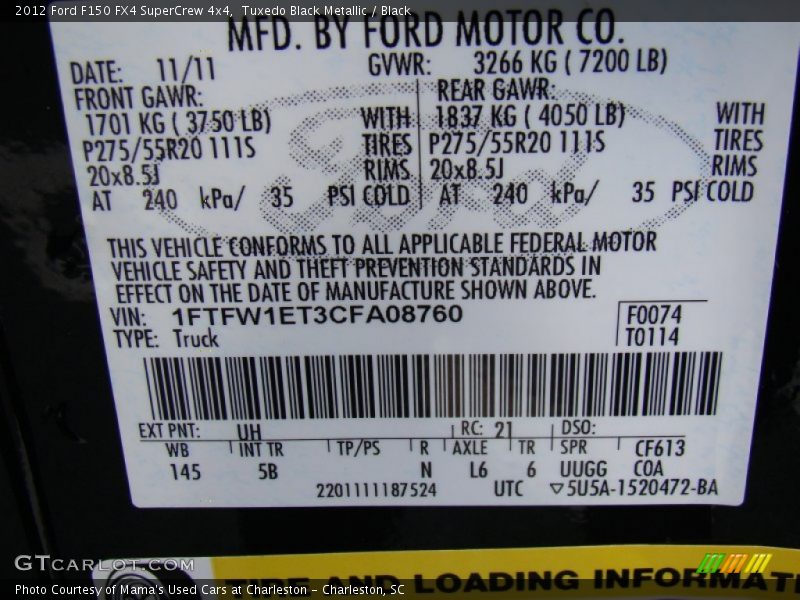 2012 Ford F150 FX4 SuperCrew 4x4, Tuxedo Black Metallic / Black
MFD. BY FORD MOTOR CO.
DATE: 11/11 GVWR: 3266 KG ( 7200 LB)
FRONT GAWR: REAR GAWR:
1701 KG ( 3750 LB) WITH 1837 KG ( 4050 LB) WITH
P275/55R20 111S TIRES P275/55R20 111S TIRES
20x8.5J RIMS 20x8.5J RIMS
AT 240 kPa/ 35 PSI COLD AT 240 kPa/ 35 PSI COLD
Ford
THIS VEHICLE CONFORMS TO ALL APPLICABLE FEDERAL MOTOR
VEHICLE SAFETY AND THEFT PREVENTION STANDARDS IN
EFFECT ON THE DATE OF MANUFACTURE SHOWN ABOVE.
VIN: 1FTFW1ET3CFA08760 F0074
TYPE: Truck T0114
EXT PNT: UH RC: 21 DSO:
WB INT TR TP/PS R AXLE TR SPR CF613
145 5B N L6 6 UUGG COA
2201111187524 UTC ▽5U5A-1520472-BA
GTcarlot.com
TIRE AND LOADING INFORMATI
Photo Courtesy of Mama's Used Cars at Charleston - Charleston, SC